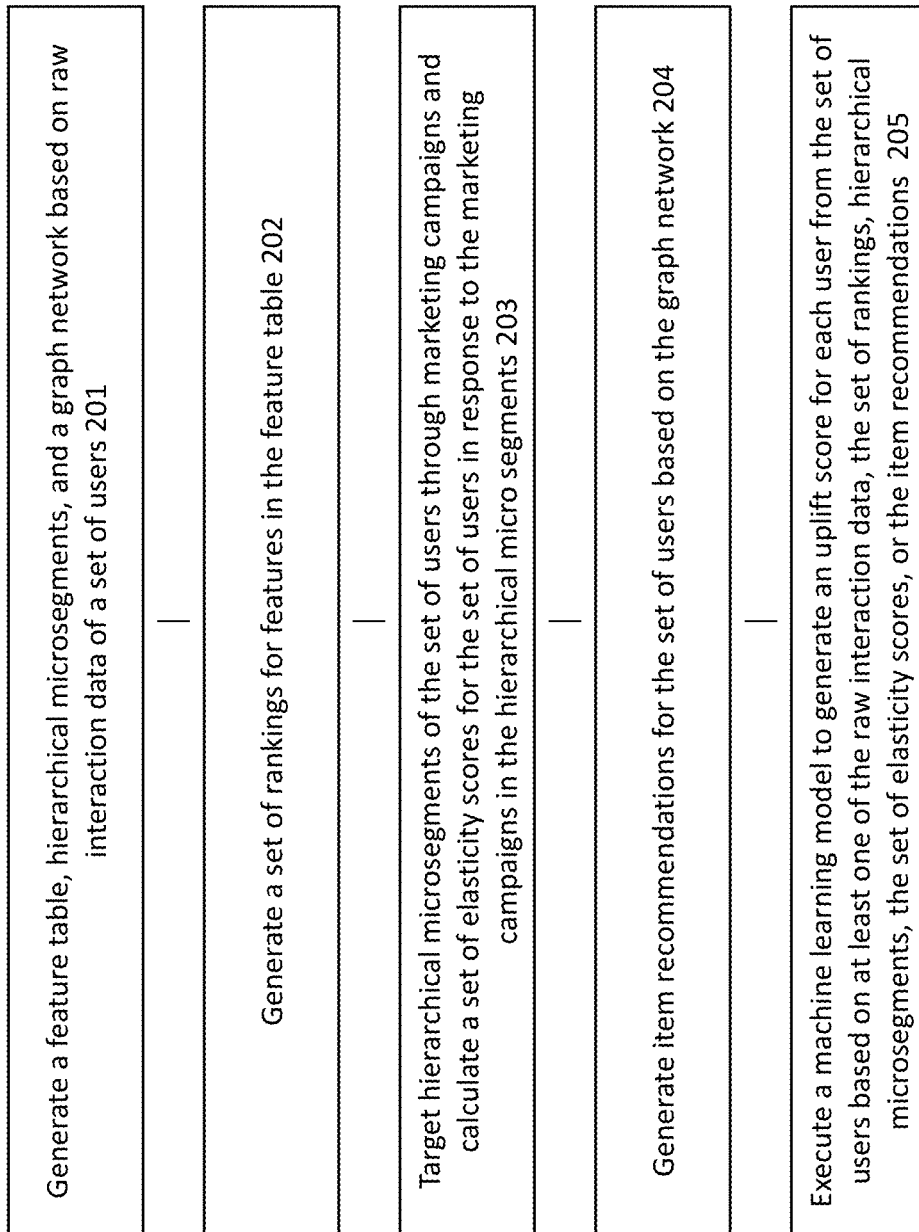 Generate a feature table, hierarchical microsegments, and a graph network based on raw
interaction data of a set of users 201
Generate a set of rankings for features in the feature table 202
Target hierarchical microsegments of the set of users through marketing campaigns and
calculate a set of elasticity scores for the set of users in response to the marketing
campaigns in the hierarchical micro segments 203
Generate item recommendations for the set of users based on the graph network 204
Execute a machine learning model to generate an uplift score for each user from the set of
users based on at least one of the raw interaction data, the set of rankings, hierarchical
microsegments, the set of elasticity scores, or the item recommendations 205